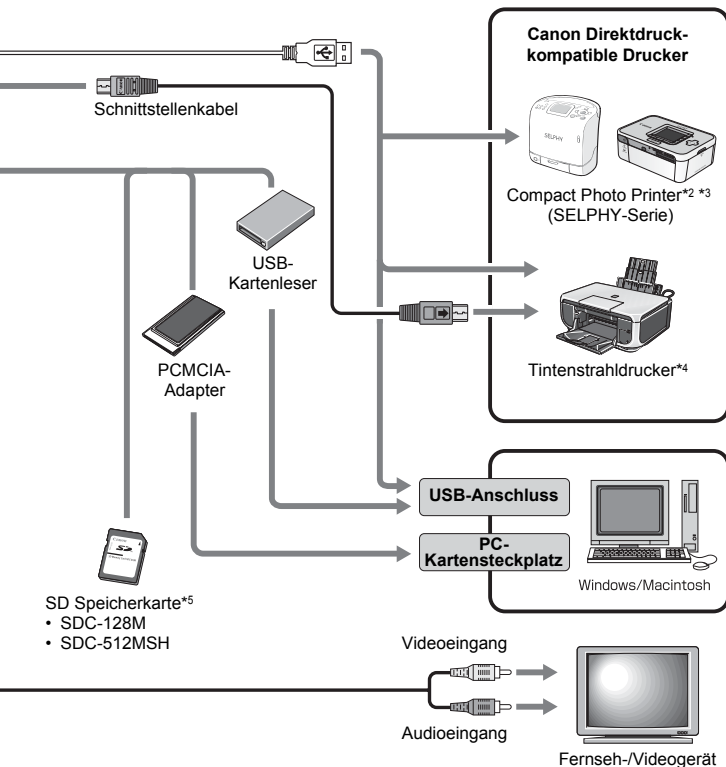 Canon Direktdruck-
kompatible Drucker
Schnittstellenkabel
SELPHY
Compact Photo Printer*2 *3
(SELPHY-Serie)
USB-
Kartenleser
PCMCIA-
Adapter
Tintenstrahldrucker*4
USB-Anschluss
PC-
Kartensteckplatz
Windows/Macintosh
SD Speicherkarte*5
• SDC-128M
• SDC-512MSH
Videoeingang
Audioeingang
Fernseh-/Videogerät